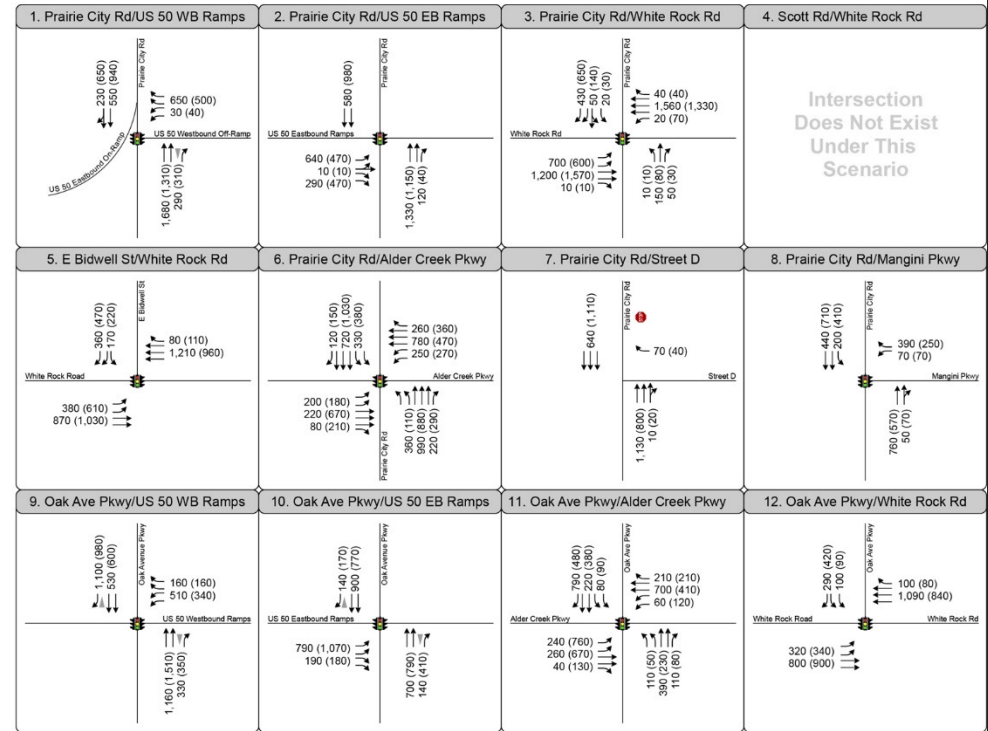 1. Prairie City Rd/US 50 WB Ramps
230 (650)
550 (940)
Prairie City Rd
650 (500)
30 (40)
US 50 Westbound Off-Ramp
US 50 Eastbound On-Ramp
1,680 (1,310)
290 (310)
2. Prairie City Rd/US 50 EB Ramps
580 (980)
Prairie City Rd
US 50 Eastbound Ramps
640 (470)
10 (10)
290 (470)
1,330 (1,150)
120 (40)
3. Prairie City Rd/White Rock Rd
430 (650)
50 (140)
20 (30)
Prairie City Rd
40 (40)
1,560 (1,330)
20 (70)
White Rock Rd
700 (600)
1,200 (1,570)
10 (10)
10 (10)
150 (80)
50 (30)
4. Scott Rd/White Rock Rd
Intersection
Does Not Exist
Under This
Scenario
5. E Bidwell St/White Rock Rd
360 (470)
170 (220)
E Bidwell St
80 (110)
1,210 (960)
White Rock Road
380 (610)
870 (1,030)
6. Prairie City Rd/Alder Creek Pkwy
120 (150)
720 (1,030)
330 (380)
260 (360)
780 (470)
250 (270)
Alder Creek Pkwy
200 (180)
220 (670)
80 (210)
Prairie City Rd
360 (110)
990 (880)
220 (290)
7. Prairie City Rd/Street D
640 (1,110)
Prairie City Rd
STOP
70 (40)
Street D
1,130 (800)
10 (20)
8. Prairie City Rd/Mangini Pkwy
440 (710)
200 (410)
Prairie City Rd
390 (250)
70 (70)
Mangini Pkwy
760 (570)
50 (70)
9. Oak Ave Pkwy/US 50 WB Ramps
1,100 (980)
530 (600)
Oak Avenue Pkwy
160 (160)
510 (340)
US 50 Westbound Ramps
1,160 (1,510)
330 (350)
10. Oak Ave Pkwy/US 50 EB Ramps
140 (170)
900 (770)
Oak Avenue Pkwy
US 50 Eastbound Ramps
790 (1,070)
190 (180)
700 (790)
140 (410)
11. Oak Ave Pkwy/Alder Creek Pkwy
790 (480)
220 (380)
80 (90)
Oak Ave Pkwy
210 (210)
700 (410)
60 (120)
Alder Creek Pkwy
240 (760)
260 (670)
40 (130)
110 (50)
390 (230)
110 (80)
12. Oak Ave Pkwy/White Rock Rd
290 (420)
100 (90)
Oak Ave Pkwy
100 (80)
1,090 (840)
White Rock Road
White Rock Rd
320 (340)
800 (900)